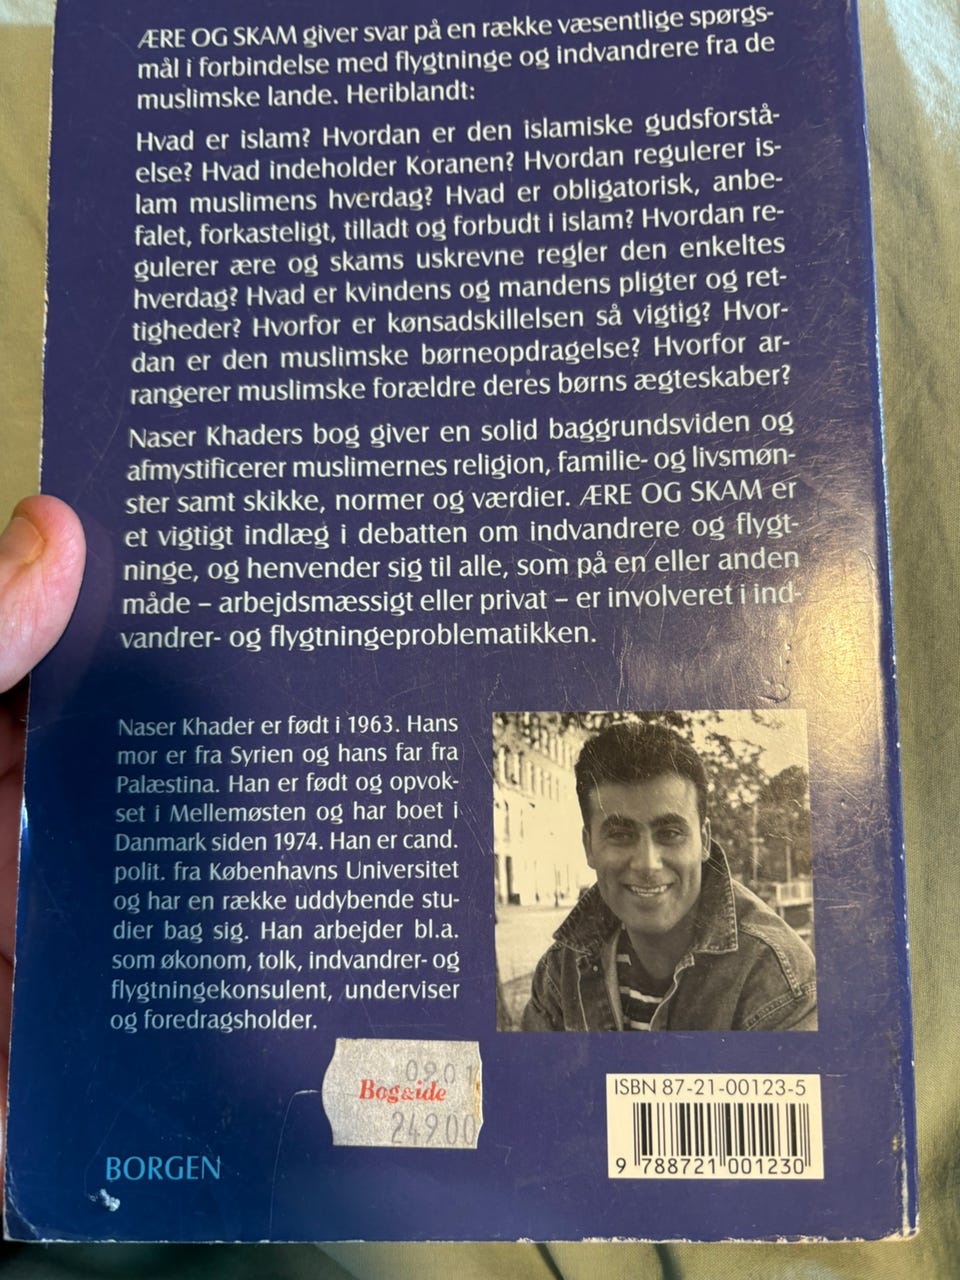 ÆRE OG SKAM giver svar på en række væsentlige spørgs-
mål i forbindelse med flygtninge og indvandrere fra de
muslimske lande. Heriblandt:
Hvad er islam? Hvordan er den islamiske gudsforstå-
else? Hvad indeholder Koranen? Hvordan regulerer is-
lam muslimens hverdag? Hvad er obligatorisk, anbe-
falet, forkasteligt, tilladt og forbudt i islam? Hvordan re-
gulerer ære og skams uskrevne regler den enkeltes
hverdag? Hvad er kvindens og mandens pligter og ret-
tigheder? Hvorfor er kønsadskillelsen så vigtig? Hvor-
dan er den muslimske børneopdragelse? Hvorfor ar-
rangerer muslimske forældre deres børns ægteskaber?
Naser Khaders bog giver en solid baggrundsviden og
afmystificerer muslimernes religion, familie- og livsmøn-
ster samt skikke, normer og værdier. ÆRE OG SKAM er
et vigtigt indlæg i debatten om indvandrere og flygt-
ninge, og henvender sig til alle, som på en eller anden
måde – arbejdsmæssigt eller privat – er involveret i ind-
vandrer- og flygtningeproblematikken.
Naser Khader er født i 1963. Hans
mor er fra Syrien og hans far fra
Palæstina. Han er født og opvok-
set i Mellemøsten og har boet i
Danmark siden 1974. Han er cand.
polit. fra Københavns Universitet
og har en række uddybende stu-
dier bag sig. Han arbejder bl.a.
som økonom, tolk, indvandrer- og
flygtningekonsulent, underviser
og foredragsholder.
0901
Bog&ide
24900
ISBN 87-21-00123-5
9 788721 001230
BORGEN